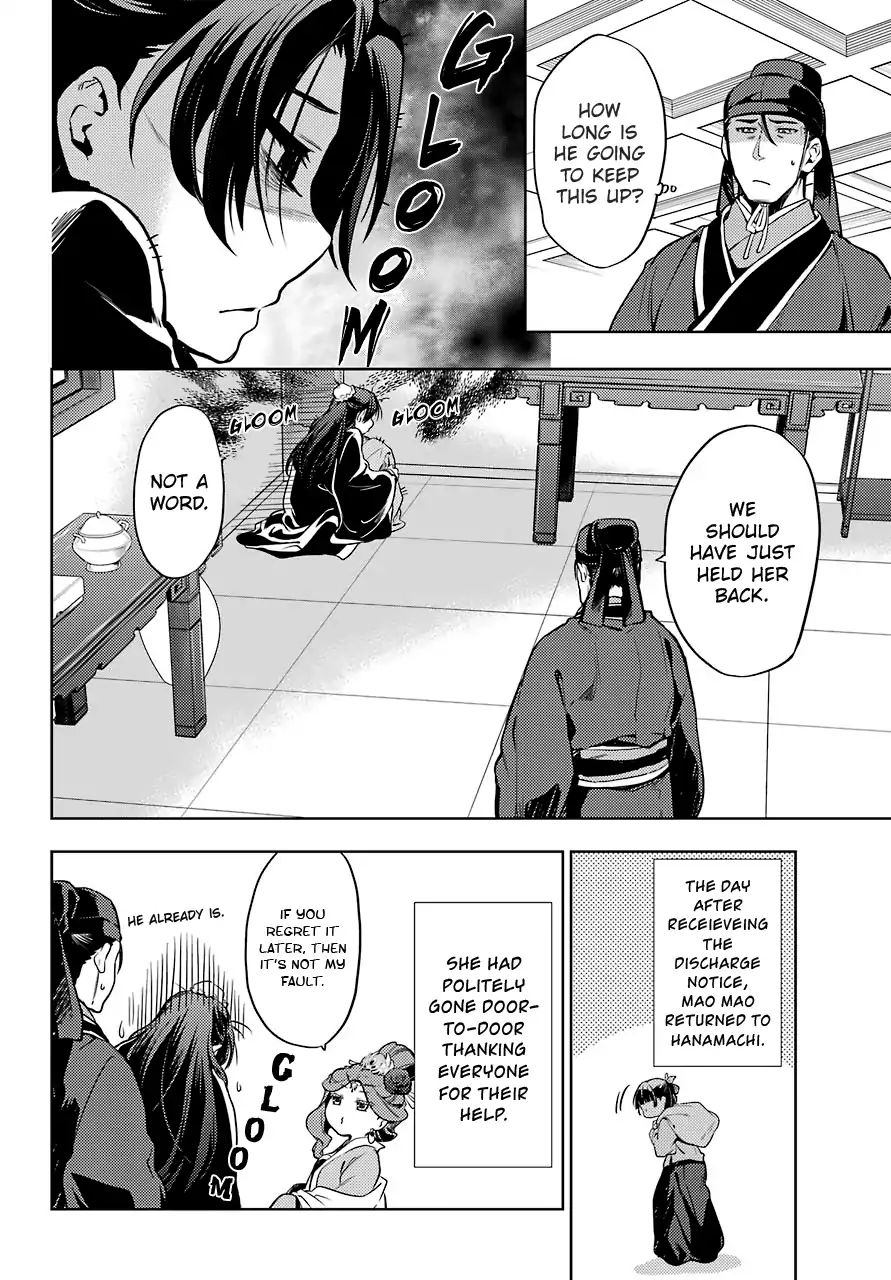 HOW
LONG IS
HE GOING
TO KEEP
THIS UP?
GLOOM
WE
SHOULD
HAVE JUST
HELD HER
BACK.
GLOOM
GLOOM
NOT A
WORD.
THE DAY
AFTER
RECEIEVEING
THE
DISCHARGE
NOTICE,
MAO MAO
RETURNED TO
HANAMACHI.
SHE HAD
POLITELY
GONE DOOR-
TO-DOOR
THANKING
EVERYONE
FOR THEIR
HELP.
IF YOU
REGRET IT
LATER, THEN
IT'S NOT MY
FAULT.
HE ALREADY IS.
GLOOM